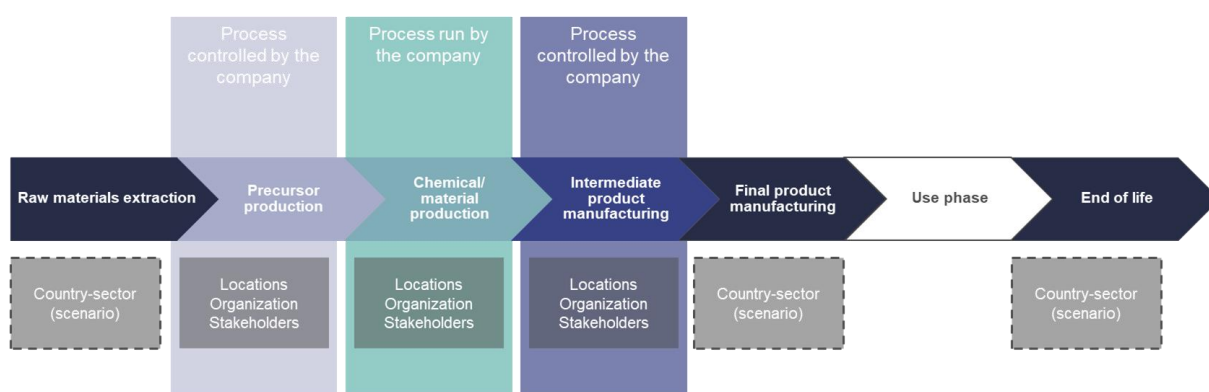 Process
controlled by the
company
Process run by
the company
Process
controlled by the
company
Raw materials extraction
Precursor
production
Chemical/
material
production
Intermediate
product
manufacturing
Final product
manufacturing
Use phase
End of life
Country-sector
(scenario)
Locations
Organization
Stakeholders
Locations
Organization
Stakeholders
Locations
Organization
Stakeholders
Country-sector
(scenario)
Country-sector
(scenario)